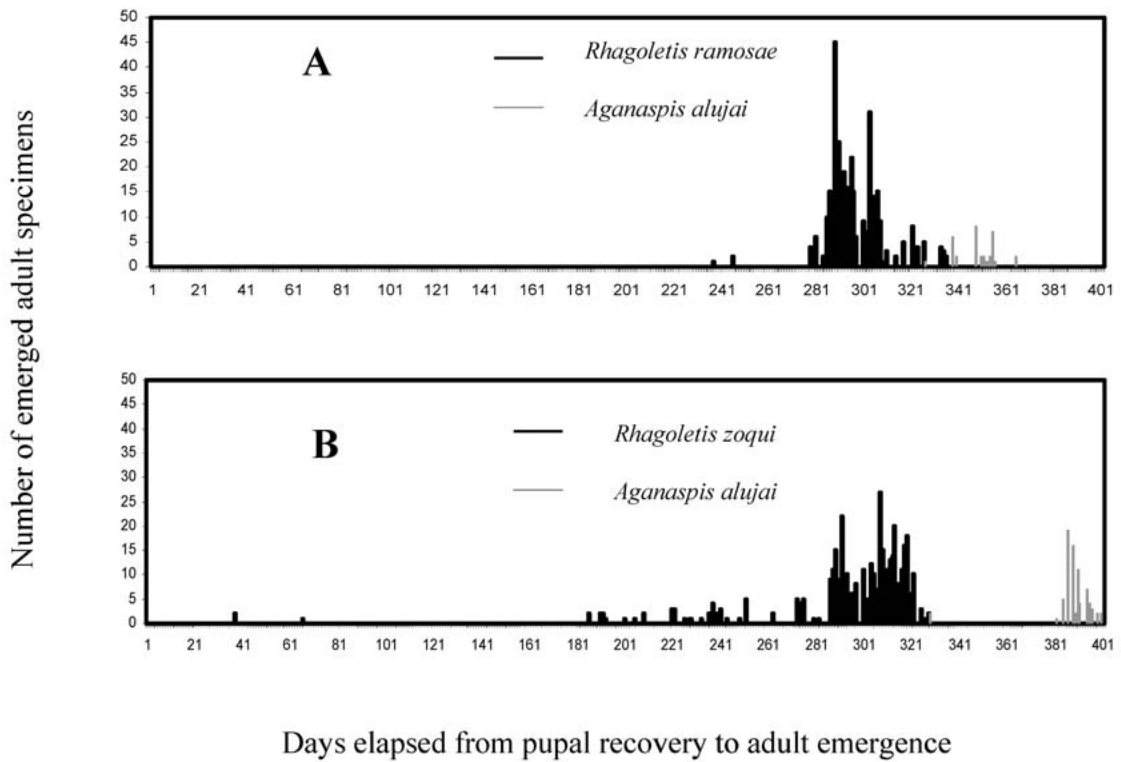 Number of emerged adult specimens
50
45
40
35
30
25
20
15
10
5
0
A
Rhagoletis ramosae
Aganaspis alujai
1 21 41 61 81 101 121 141 161 181 201 221 241 261 281 301 321 341 361 381 401
50
45
40
35
30
25
20
15
10
5
0
B
Rhagoletis zoqui
Aganaspis alujai
1 21 41 61 81 101 121 141 161 181 201 221 241 261 281 301 321 341 361 381 401
Days elapsed from pupal recovery to adult emergence